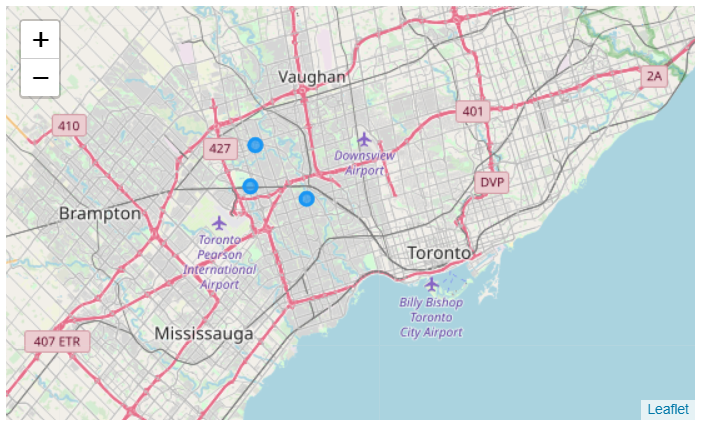 +
−
Vaughan
2A
410
401
427
Downsview
Airport
DVP
Brampton
Toronto
Pearson
International
Airport
Toronto
Billy Bishop
Toronto
City Airport
407 ETR
Mississauga
Leaflet